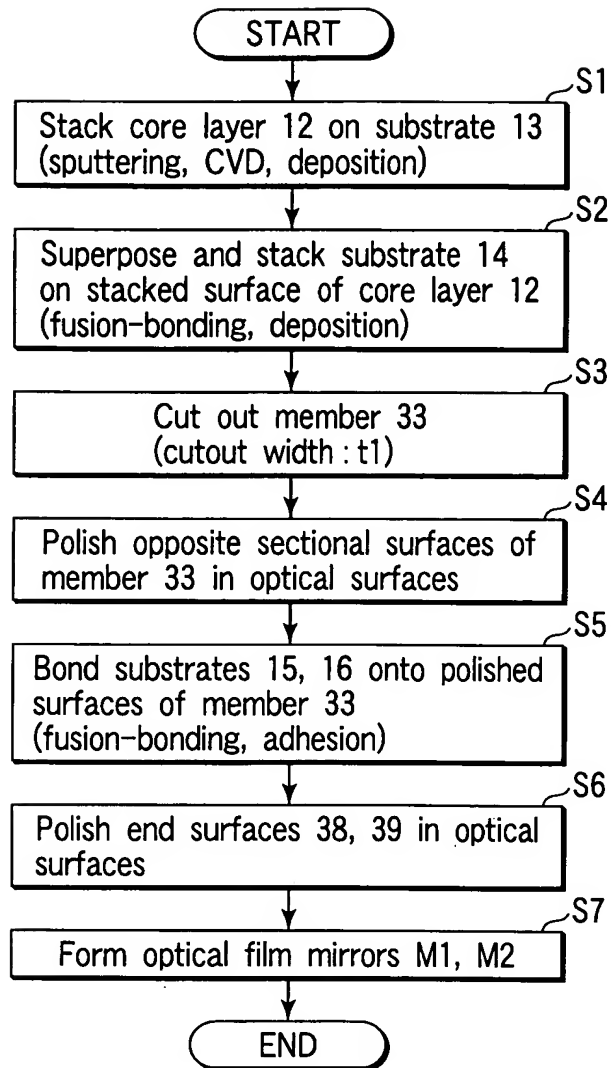 START
S1
Stack core layer 12 on substrate 13
(sputtering, CVD, deposition)
S2
Superpose and stack substrate 14
on stacked surface of core layer 12
(fusion-bonding, deposition)
S3
Cut out member 33
(cutout width : t1)
S4
Polish opposite sectional surfaces of
member 33 in optical surfaces
S5
Bond substrates 15, 16 onto polished
surfaces of member 33
(fusion-bonding, adhesion)
S6
Polish end surfaces 38, 39 in optical
surfaces
S7
Form optical film mirrors M1, M2
END